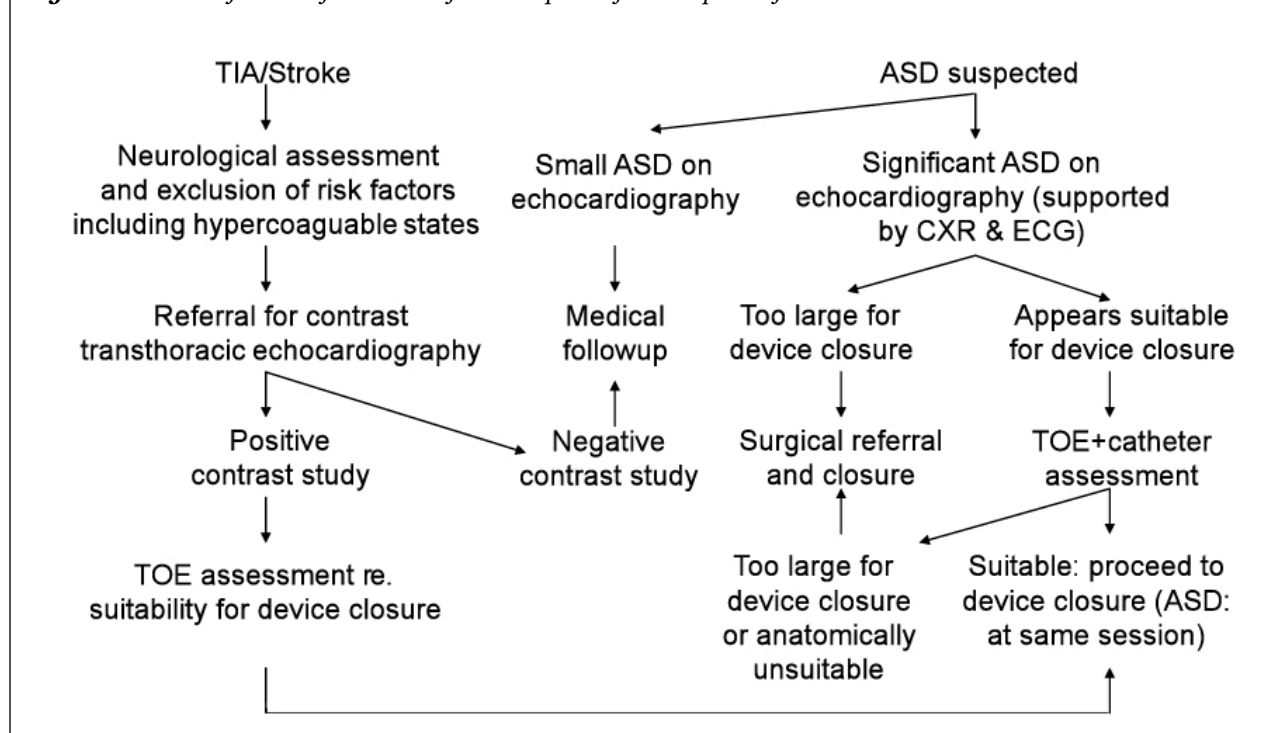 TIA/Stroke
Neurological assessment
and exclusion of risk factors
including hypercoaguable states
Referral for contrast
transthoracic echocardiography
Positive
contrast study
TOE assessment re.
suitability for device closure
ASD suspected
Small ASD on
echocardiography
Medical
followup
Negative
contrast study
Significant ASD on
echocardiography (supported
by CXR & ECG)
Too large for
device closure
Surgical referral
and closure
Too large for
device closure
or anatomically
unsuitable
Appears suitable
for device closure
TOE+catheter
assessment
Suitable: proceed to
device closure (ASD:
at same session)